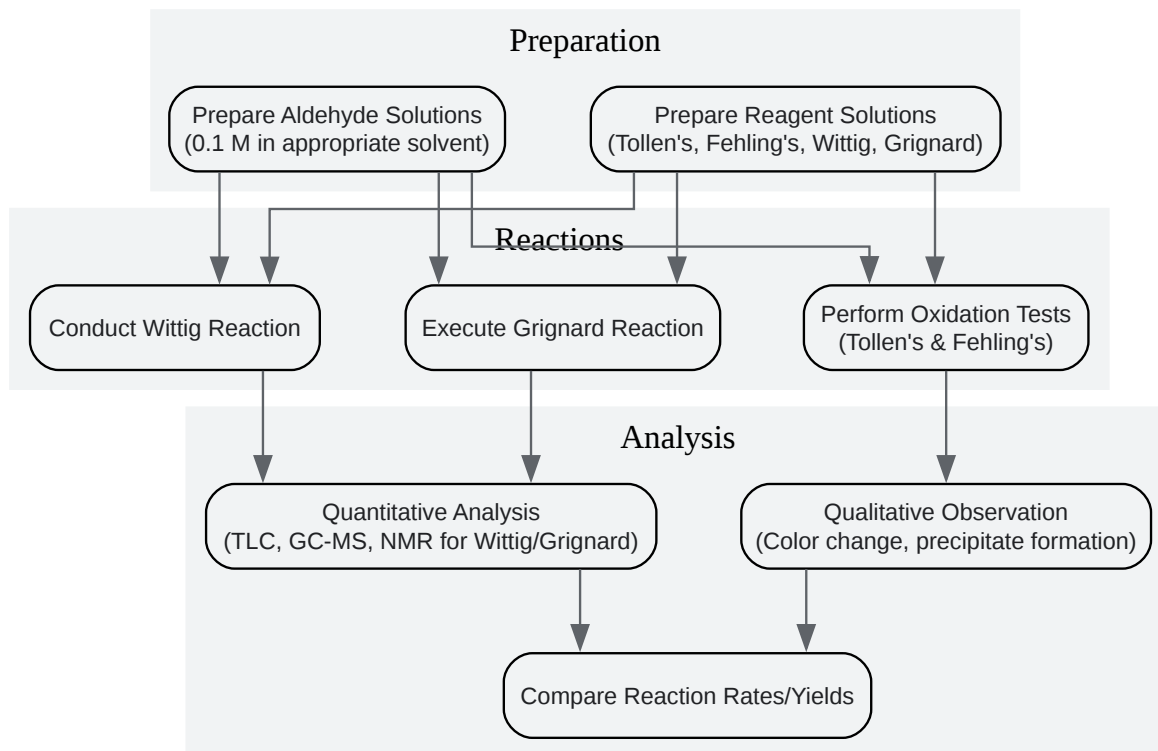 Preparation
Prepare Aldehyde Solutions
(0.1 M in appropriate solvent)
Prepare Reagent Solutions
(Tollen's, Fehling's, Wittig, Grignard)
Reactions
Conduct Wittig Reaction
Execute Grignard Reaction
Perform Oxidation Tests
(Tollen's & Fehling's)
Analysis
Quantitative Analysis
(TLC, GC-MS, NMR for Wittig/Grignard)
Qualitative Observation
(Color change, precipitate formation)
Compare Reaction Rates/Yields